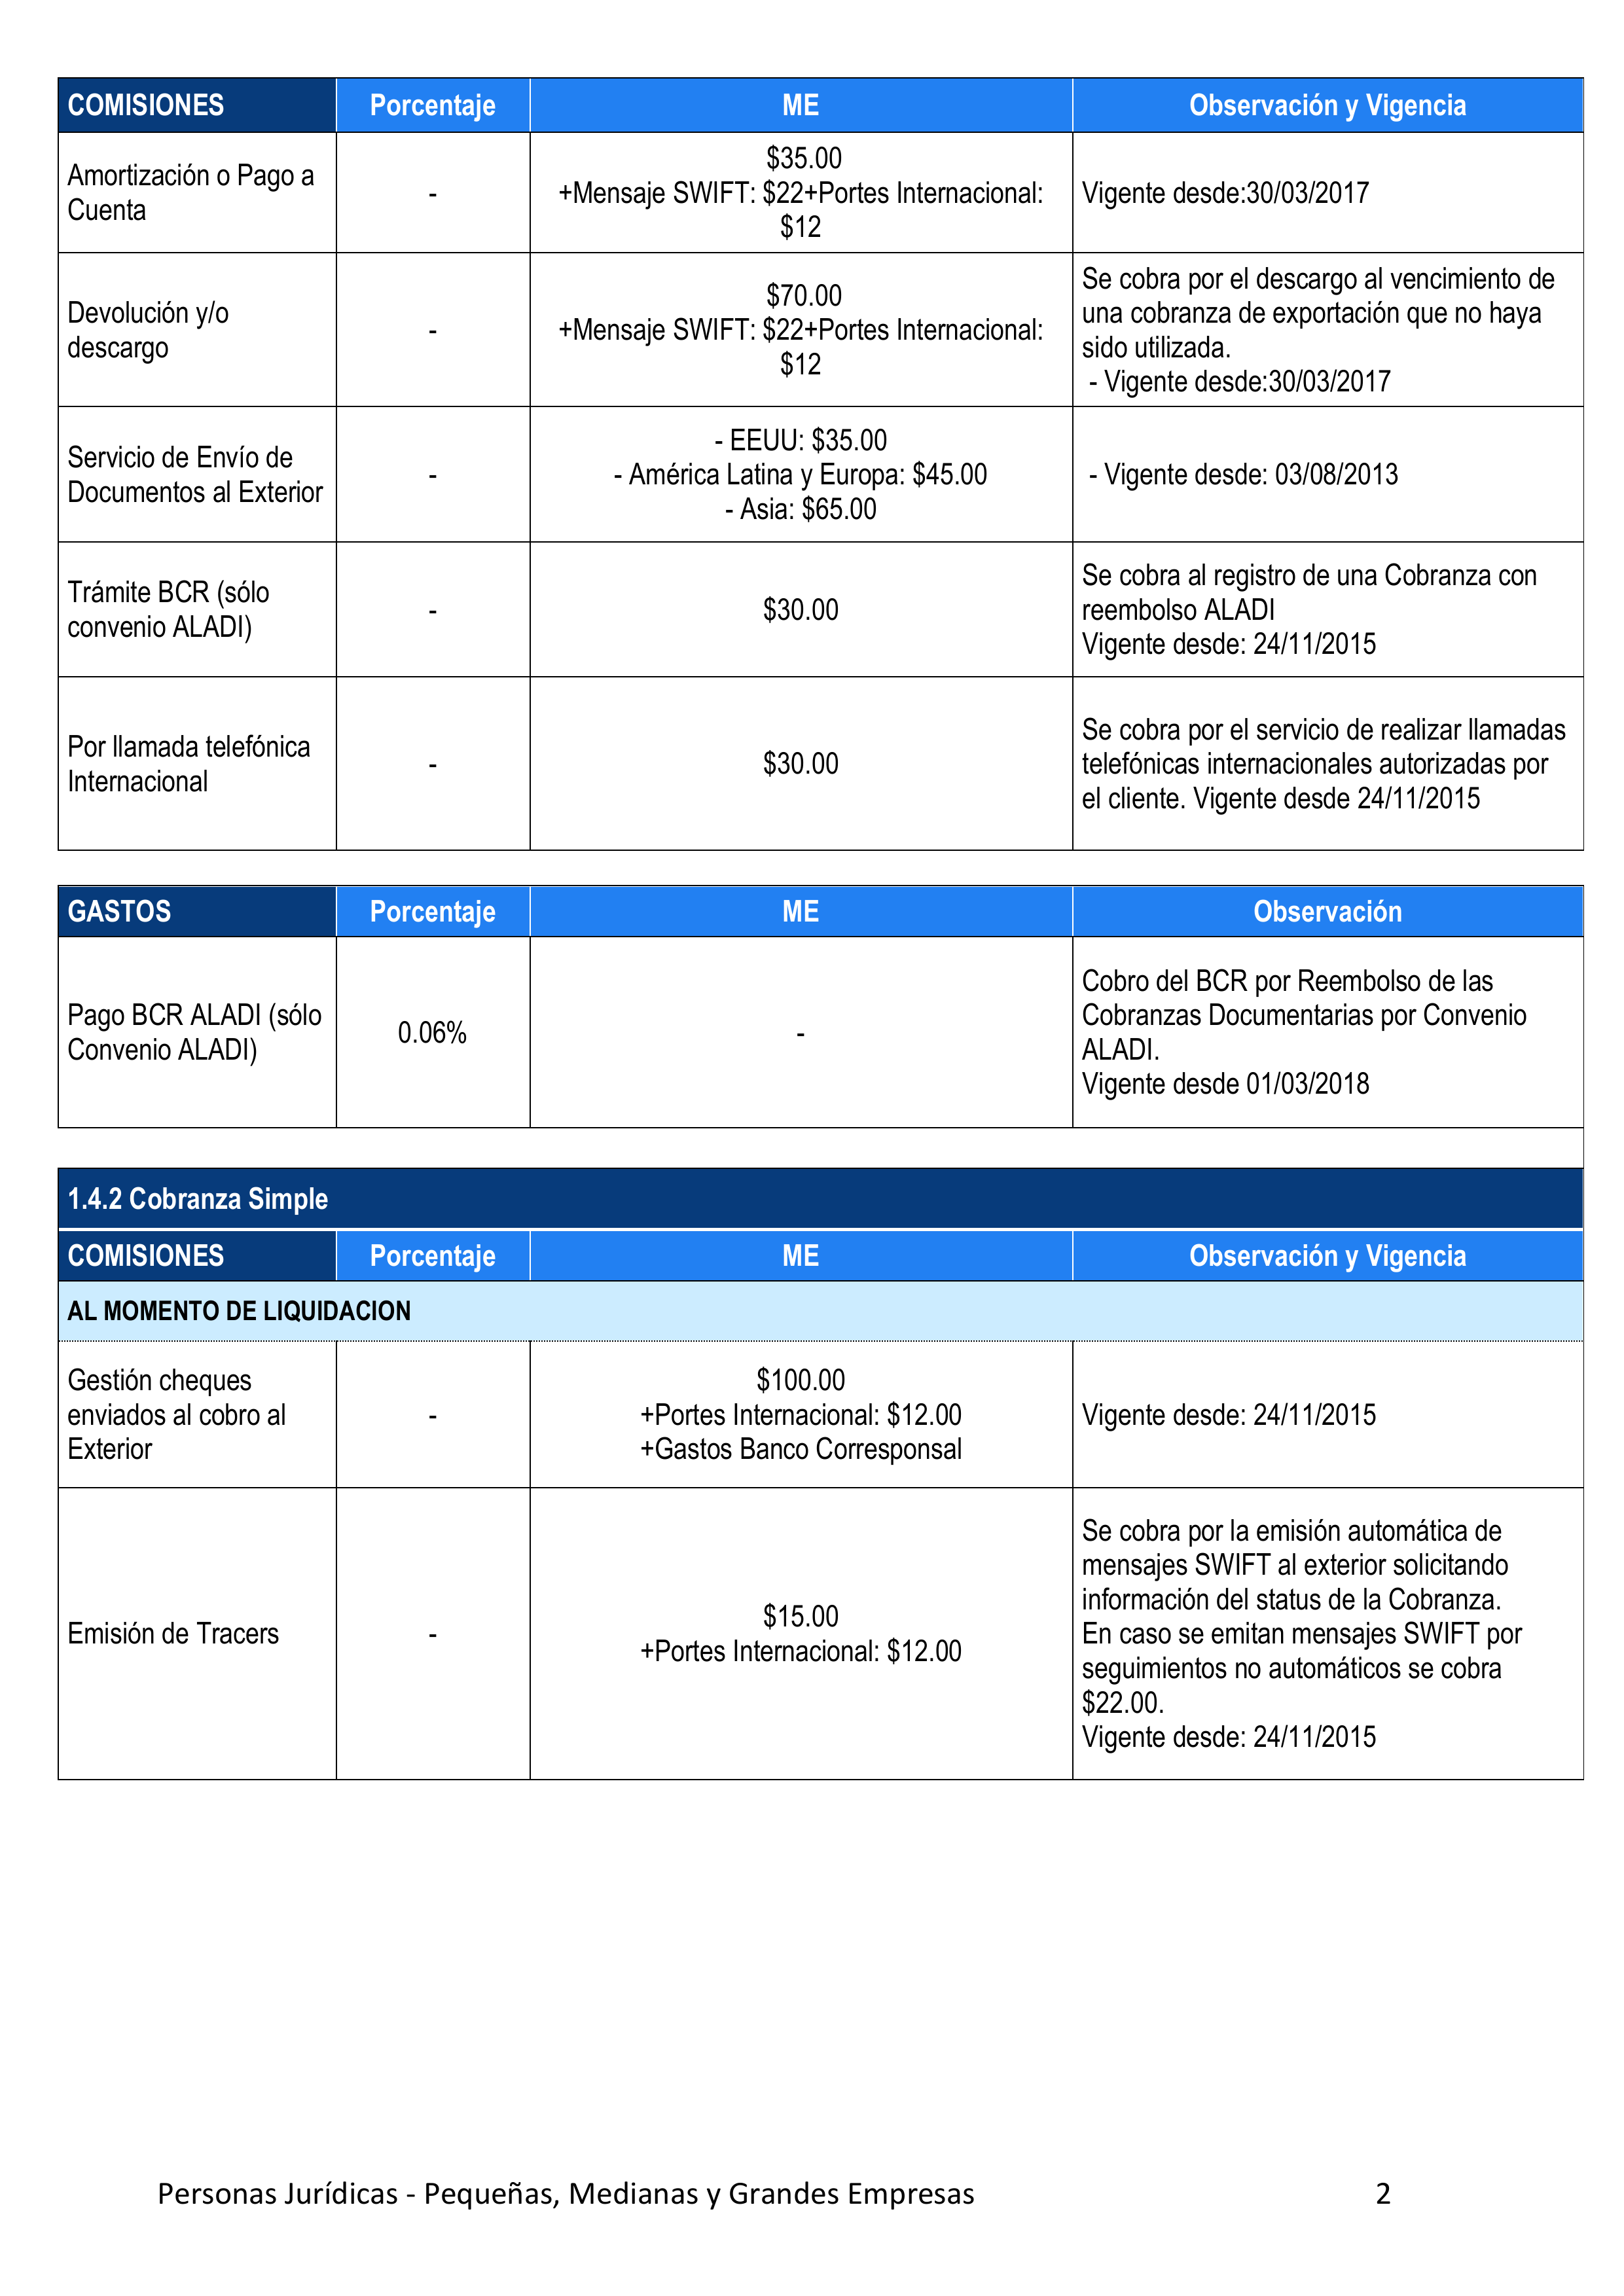 COMISIONES Porcentaje ME Observación y Vigencia
Amortización o Pago a
Cuenta
-
$35.00
+Mensaje SWIFT: $22+Portes Internacional:
$12
Vigente desde:30/03/2017
Devolución y/o
descargo
-
$70.00
+Mensaje SWIFT: $22+Portes Internacional:
$12
Se cobra por el descargo al vencimiento de
una cobranza de exportación que no haya
sido utilizada.
- Vigente desde:30/03/2017
Servicio de Envío de
Documentos al Exterior
-
- EEUU: $35.00
- América Latina y Europa: $45.00
- Asia: $65.00
- Vigente desde: 03/08/2013
Trámite BCR (sólo
convenio ALADI)
-
$30.00
Se cobra al registro de una Cobranza con
reembolso ALADI
Vigente desde: 24/11/2015
Por llamada telefónica
Internacional
-
$30.00
Se cobra por el servicio de realizar llamadas
telefónicas internacionales autorizadas por
el cliente. Vigente desde 24/11/2015
GASTOS Porcentaje ME Observación
Pago BCR ALADI (sólo
Convenio ALADI)
0.06%
-
Cobro del BCR por Reembolso de las
Cobranzas Documentarias por Convenio
ALADI.
Vigente desde 01/03/2018
1.4.2 Cobranza Simple
COMISIONES Porcentaje ME Observación y Vigencia
AL MOMENTO DE LIQUIDACION
Gestión cheques
enviados al cobro al
Exterior
-
$100.00
+Portes Internacional: $12.00
+Gastos Banco Corresponsal
Vigente desde: 24/11/2015
Emisión de Tracers
-
$15.00
+Portes Internacional: $12.00
Se cobra por la emisión automática de
mensajes SWIFT al exterior solicitando
información del status de la Cobranza.
En caso se emitan mensajes SWIFT por
seguimientos no automáticos se cobra
$22.00.
Vigente desde: 24/11/2015
Personas Jurídicas - Pequeñas, Medianas y Grandes Empresas 2